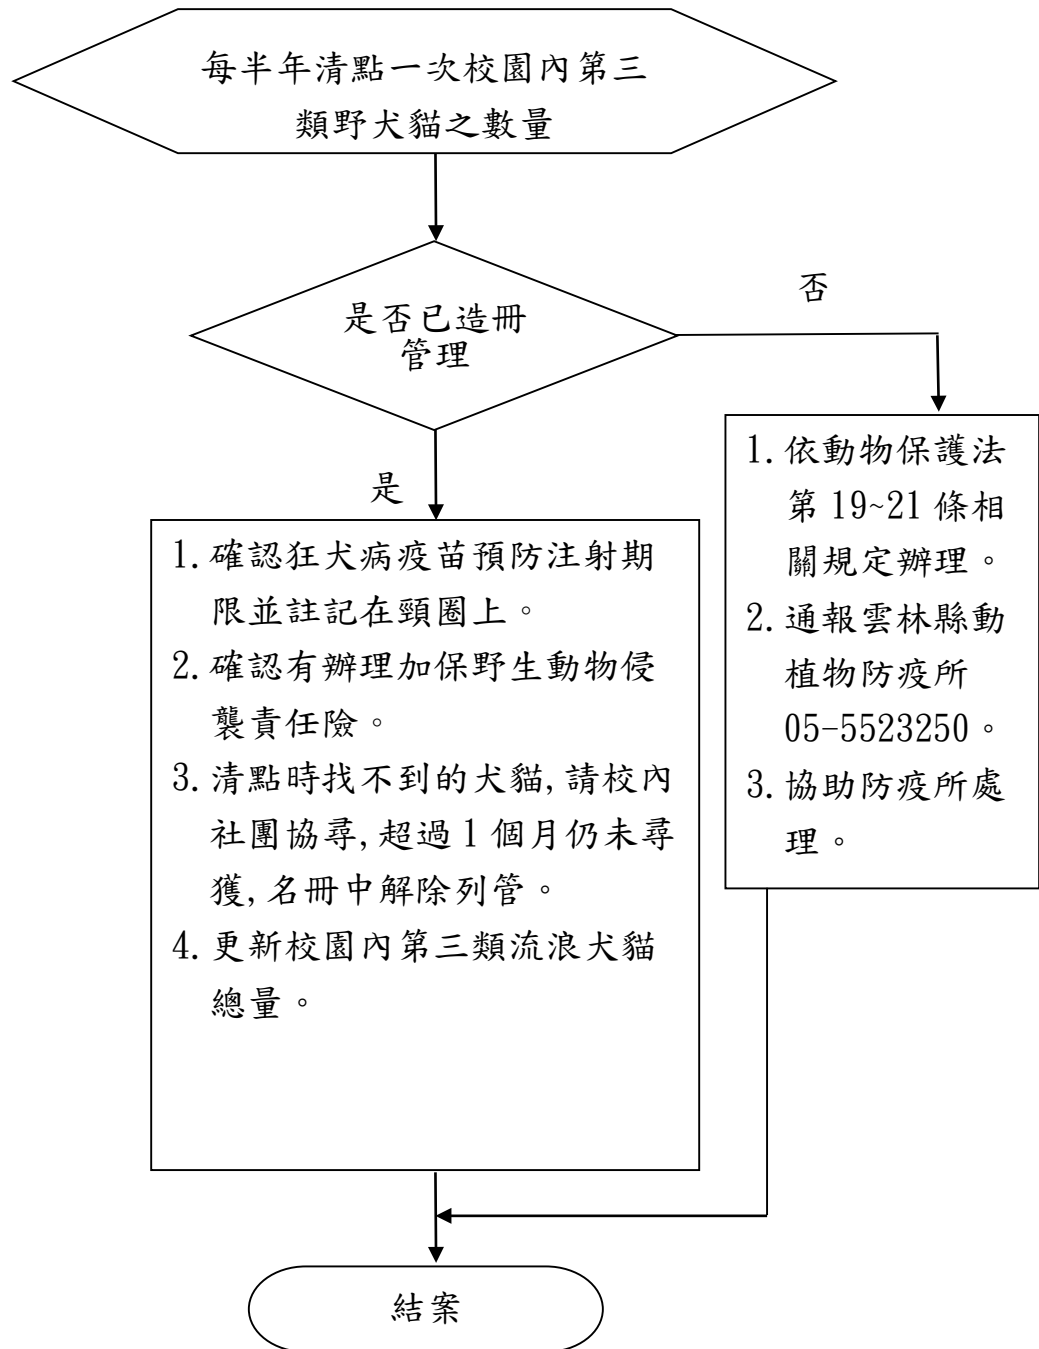 每半年清點一次校園內第三
類野犬貓之數量
是否已造冊
管理
否
是
1. 確認狂犬病疫苗預防注射期
限並註記在頸圈上。
2. 確認有辦理加保野生動物侵
襲責任險。
3. 清點時找不到的犬貓, 請校內
社團協尋, 超過 1 個月仍未尋
獲, 名冊中解除列管。
4. 更新校園內第三類流浪犬貓
總量。
1. 依動物保護法
第 19~21 條相
關規定辦理。
2. 通報雲林縣動
植物防疫所
05-5523250。
3. 協助防疫所處
理。
結案